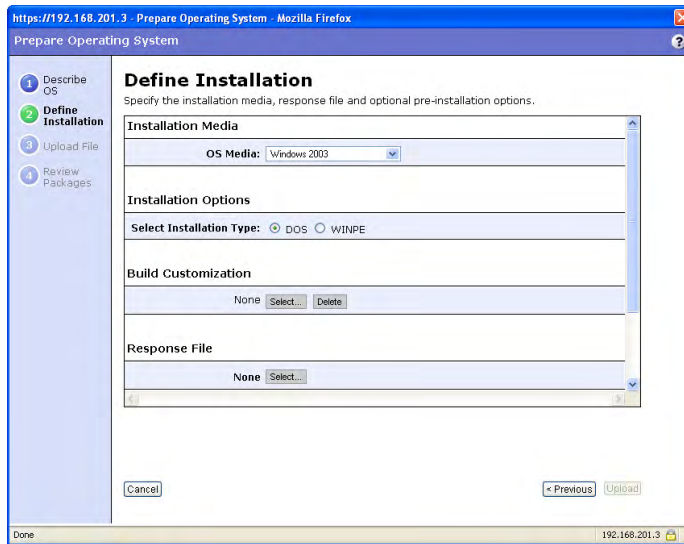 https://192.168.201.3 - Prepare Operating System - Mozilla Firefox
Prepare Operating System
?
1 Describe
OS
2 Define
Installation
3 Upload File
4 Review
Packages
Define Installation
Specify the installation media, response file and optional pre-installation options.
Installation Media
OS Media: Windows 2003
Installation Options
Select Installation Type: DOS WINPE
Build Customization
None Select... Delete
Response File
None Select...
Cancel < Previous Upload
Done 192.168.201.3